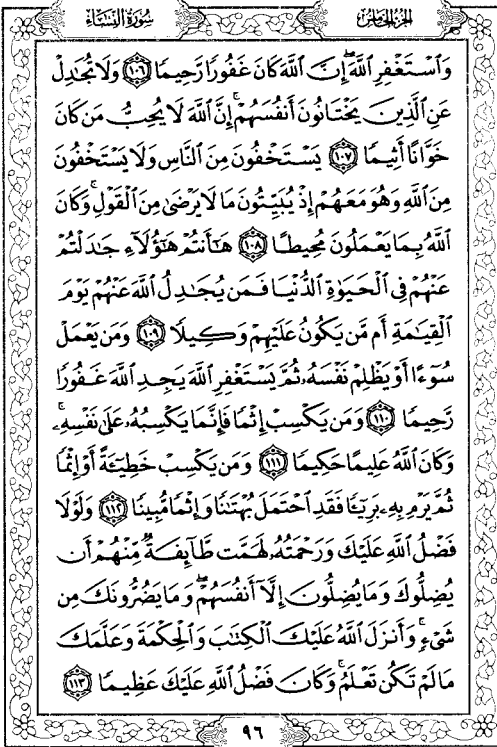 سُورَةُ النِّسَاءِ
الجزء الخامس
وَٱسْتَغْفِرِ ٱللَّهَ إِنَّ ٱللَّهَ كَانَ غَفُورًا رَّحِيمًا ١٠٦ وَلَا تُجَٰدِلْ
عَنِ ٱلَّذِينَ يَخْتَانُونَ أَنفُسَهُمْ إِنَّ ٱللَّهَ لَا يُحِبُّ مَن كَانَ
خَوَّانًا أَثِيمًا ١٠٧ يَسْتَخْفُونَ مِنَ ٱلنَّاسِ وَلَا يَسْتَخْفُونَ
مِنَ ٱللَّهِ وَهُوَ مَعَهُمْ إِذْ يُبَيِّتُونَ مَا لَا يَرْضَىٰ مِنَ ٱلْقَوْلِ ۚ وَكَانَ
ٱللَّهُ بِمَا يَعْمَلُونَ مُحِيطًا ١٠٨ هَٰٓأَنتُمْ هَٰٓؤُلَآءِ جَٰدَلْتُمْ
عَنْهُمْ فِي ٱلْحَيَوٰةِ ٱلدُّنْيَا فَمَن يُجَٰدِلُ ٱللَّهَ عَنْهُمْ يَوْمَ
ٱلْقِيَٰمَةِ أَم مَّن يَكُونُ عَلَيْهِمْ وَكِيلًا ١٠٩ وَمَن يَعْمَلْ
سُوٓءًا أَوْ يَظْلِمْ نَفْسَهُۥ ثُمَّ يَسْتَغْفِرِ ٱللَّهَ يَجِدِ ٱللَّهَ غَفُورًا
رَّحِيمًا ١١٠ وَمَن يَكْسِبْ إِثْمًا فَإِنَّمَا يَكْسِبُهُۥ عَلَىٰ نَفْسِهِۦ ۚ
وَكَانَ ٱللَّهُ عَلِيمًا حَكِيمًا ١١١ وَمَن يَكْسِبْ خَطِيٓـَٔةً أَوْ إِثْمًا
ثُمَّ يَرْمِ بِهِۦ بَرِيٓـًٔا فَقَدِ ٱحْتَمَلَ بُهْتَٰنًا وَإِثْمًا مُّبِينًا ١١٢ وَلَوْلَا
فَضْلُ ٱللَّهِ عَلَيْكَ وَرَحْمَتُهُۥ لَهَمَّت طَّآئِفَةٌ مِّنْهُمْ أَن
يُضِلُّوكَ وَمَا يُضِلُّونَ إِلَّآ أَنفُسَهُمْ ۖ وَمَا يَضُرُّونَكَ مِن
شَىْءٍ ۚ وَأَنزَلَ ٱللَّهُ عَلَيْكَ ٱلْكِتَٰبَ وَٱلْحِكْمَةَ وَعَلَّمَكَ
مَا لَمْ تَكُن تَعْلَمُ ۚ وَكَانَ فَضْلُ ٱللَّهِ عَلَيْكَ عَظِيمًا ١١٣
٩٦